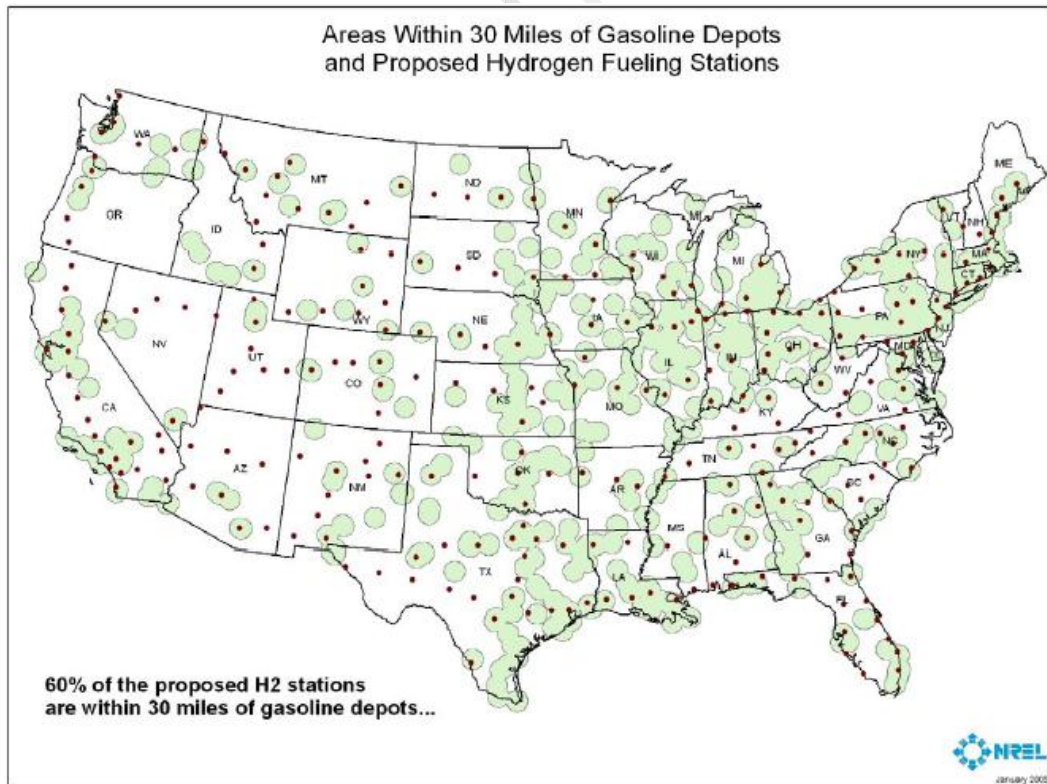 Areas Within 30 Miles of Gasoline Depots
and Proposed Hydrogen Fueling Stations
WA
MT
ND
MN
ME
OR
ID
SD
WI
MI
MI
VT
NH
NY
MA
CT
WY
NE
IA
PA
NJ
NV
UT
CO
KS
MO
IL
IN
OH
WV
MD
VA
KY
CA
AZ
NM
OK
AR
TN
NC
SC
TX
LA
MS
AL
GA
FL
60% of the proposed H2 stations
are within 30 miles of gasoline depots...
NREL